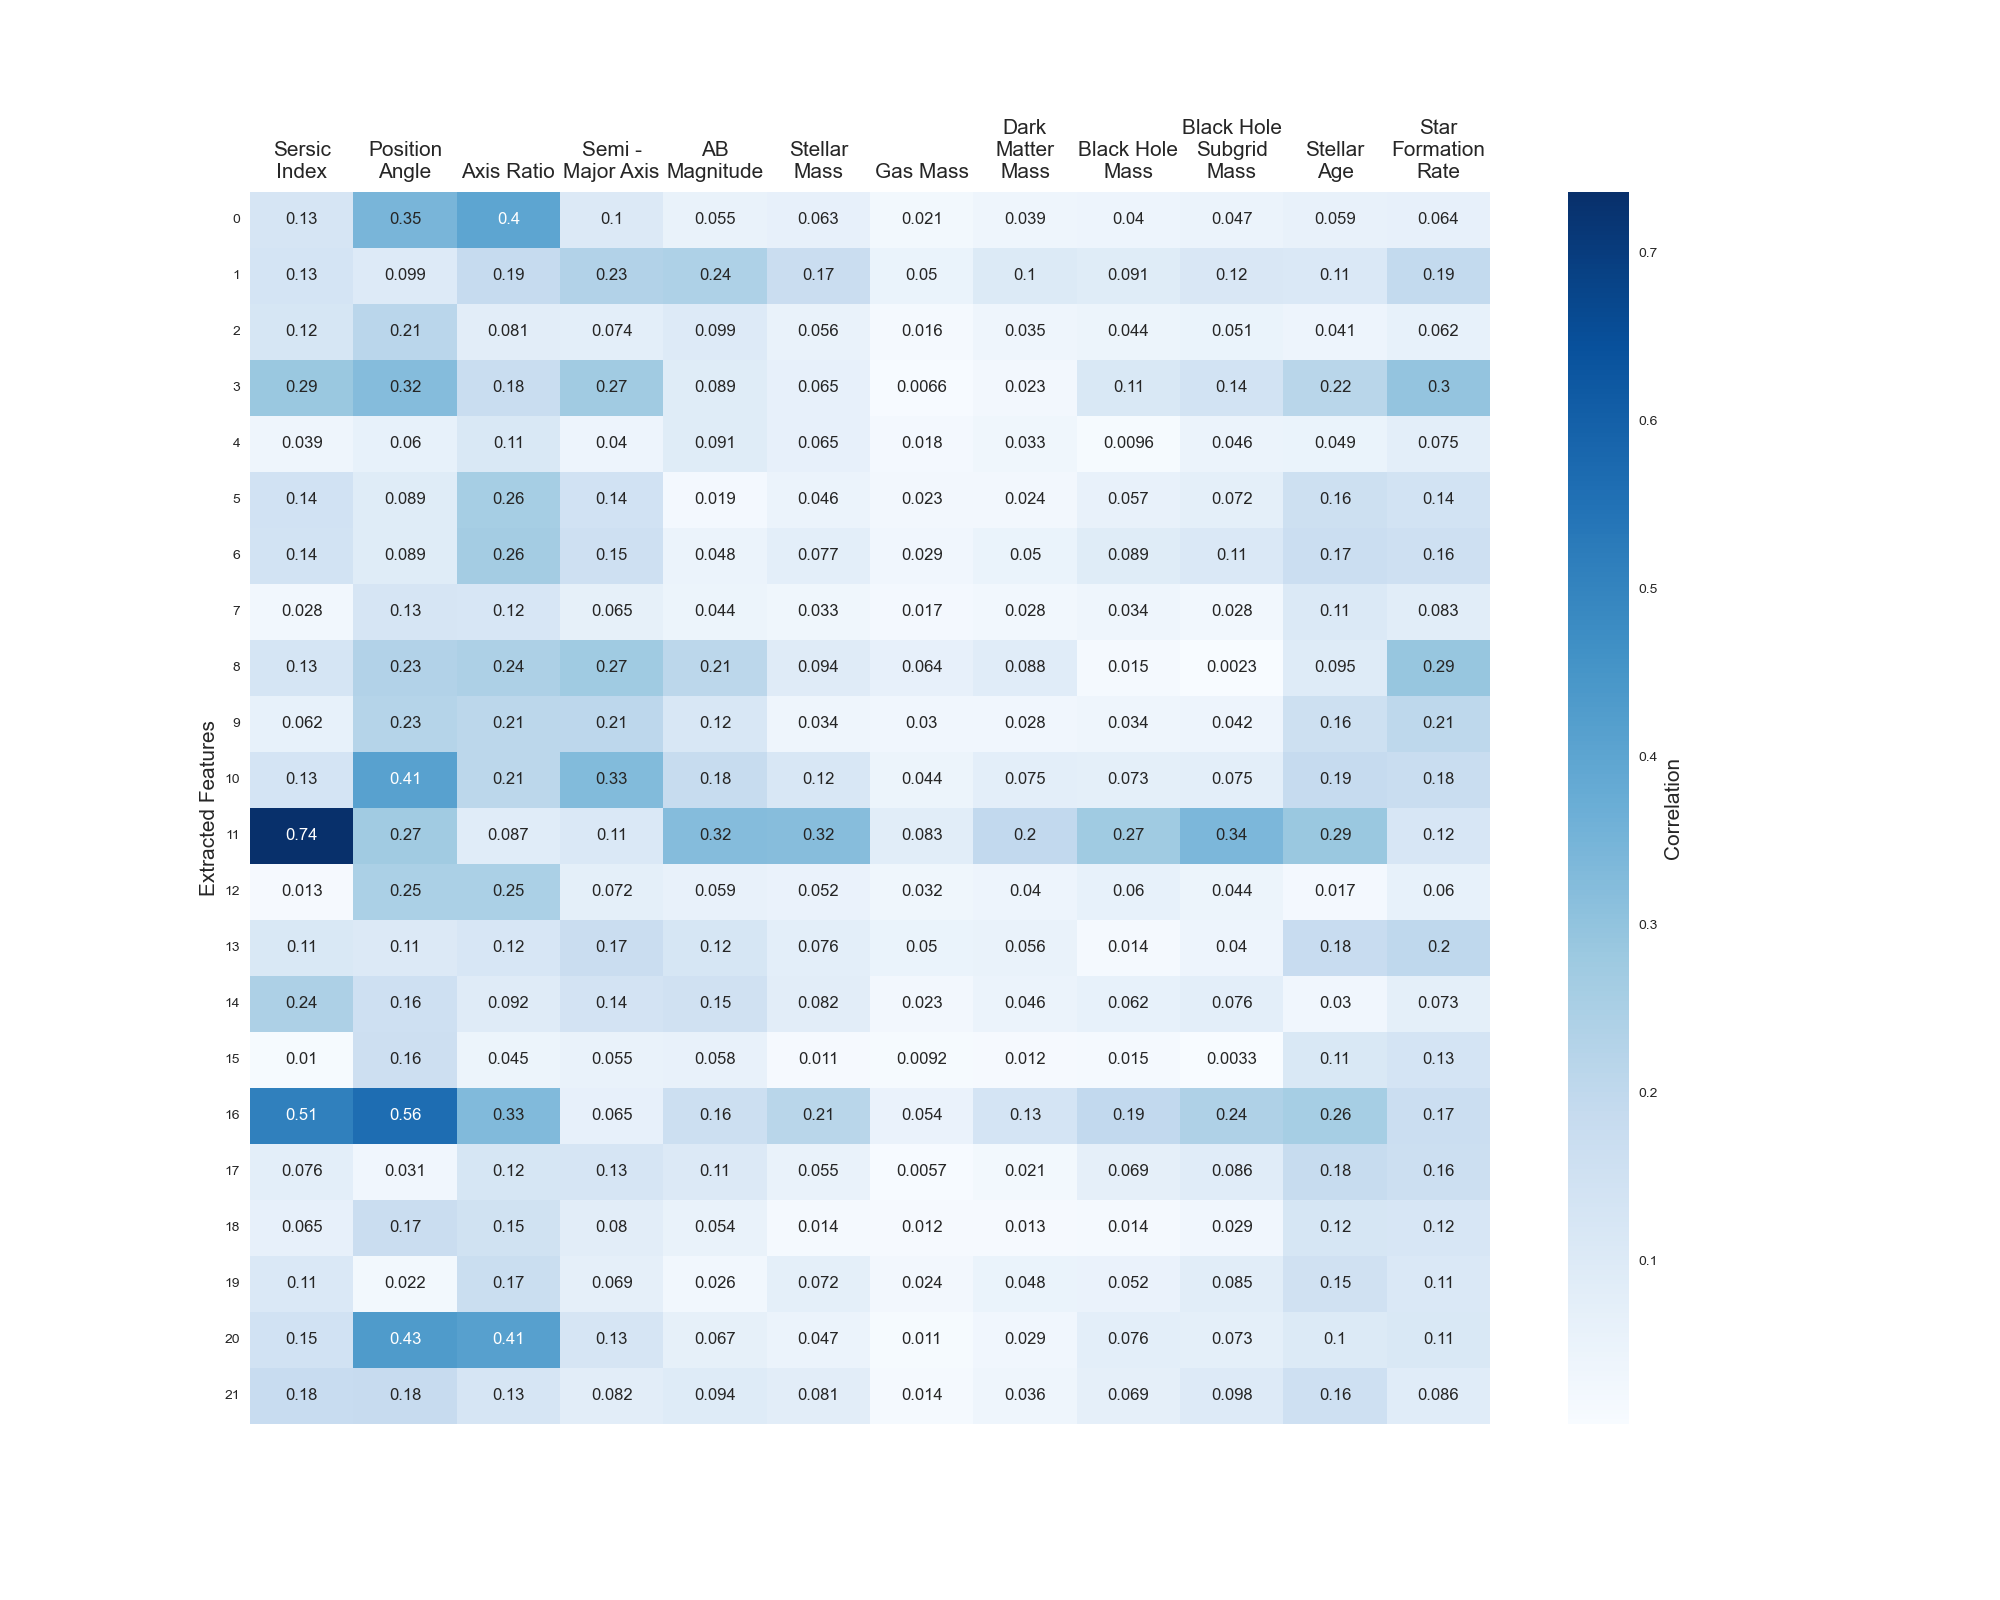 Sersic Index
Position Angle
Axis Ratio
Semi - Major Axis
AB Magnitude
Stellar Mass
Gas Mass
Dark Matter Mass
Black Hole Mass
Black Hole Subgrid Mass
Stellar Age
Star Formation Rate
0 0.13 0.35 0.4 0.1 0.055 0.063 0.021 0.039 0.04 0.047 0.059 0.064
1 0.13 0.099 0.19 0.23 0.24 0.17 0.05 0.1 0.091 0.12 0.11 0.19
2 0.12 0.21 0.081 0.074 0.099 0.056 0.016 0.035 0.044 0.051 0.041 0.062
3 0.29 0.32 0.18 0.27 0.089 0.065 0.0066 0.023 0.11 0.14 0.22 0.3
4 0.039 0.06 0.11 0.04 0.091 0.065 0.018 0.033 0.0096 0.046 0.049 0.075
5 0.14 0.089 0.26 0.14 0.019 0.046 0.023 0.024 0.057 0.072 0.16 0.14
6 0.14 0.089 0.26 0.15 0.048 0.077 0.029 0.05 0.089 0.11 0.17 0.16
7 0.028 0.13 0.12 0.065 0.044 0.033 0.017 0.028 0.034 0.028 0.11 0.083
8 0.13 0.23 0.24 0.27 0.21 0.094 0.064 0.088 0.015 0.0023 0.095 0.29
9 0.062 0.23 0.21 0.21 0.12 0.034 0.03 0.028 0.034 0.042 0.16 0.21
10 0.13 0.41 0.21 0.33 0.18 0.12 0.044 0.075 0.073 0.075 0.19 0.18
11 0.74 0.27 0.087 0.11 0.32 0.32 0.083 0.2 0.27 0.34 0.29 0.12
12 0.013 0.25 0.25 0.072 0.059 0.052 0.032 0.04 0.06 0.044 0.017 0.06
13 0.11 0.11 0.12 0.17 0.12 0.076 0.05 0.056 0.014 0.04 0.18 0.2
14 0.24 0.16 0.092 0.14 0.15 0.082 0.023 0.046 0.062 0.076 0.03 0.073
15 0.01 0.16 0.045 0.055 0.058 0.011 0.0092 0.012 0.015 0.0033 0.11 0.13
16 0.51 0.56 0.33 0.065 0.16 0.21 0.054 0.13 0.19 0.24 0.26 0.17
17 0.076 0.031 0.12 0.13 0.11 0.055 0.0057 0.021 0.069 0.086 0.18 0.16
18 0.065 0.17 0.15 0.08 0.054 0.014 0.012 0.013 0.014 0.029 0.12 0.12
19 0.11 0.022 0.17 0.069 0.026 0.072 0.024 0.048 0.052 0.085 0.15 0.11
20 0.15 0.43 0.41 0.13 0.067 0.047 0.011 0.029 0.076 0.073 0.1 0.11
21 0.18 0.18 0.13 0.082 0.094 0.081 0.014 0.036 0.069 0.098 0.16 0.086
Extracted Features
0.7
0.6
0.5
0.4
0.3
0.2
0.1
Correlation